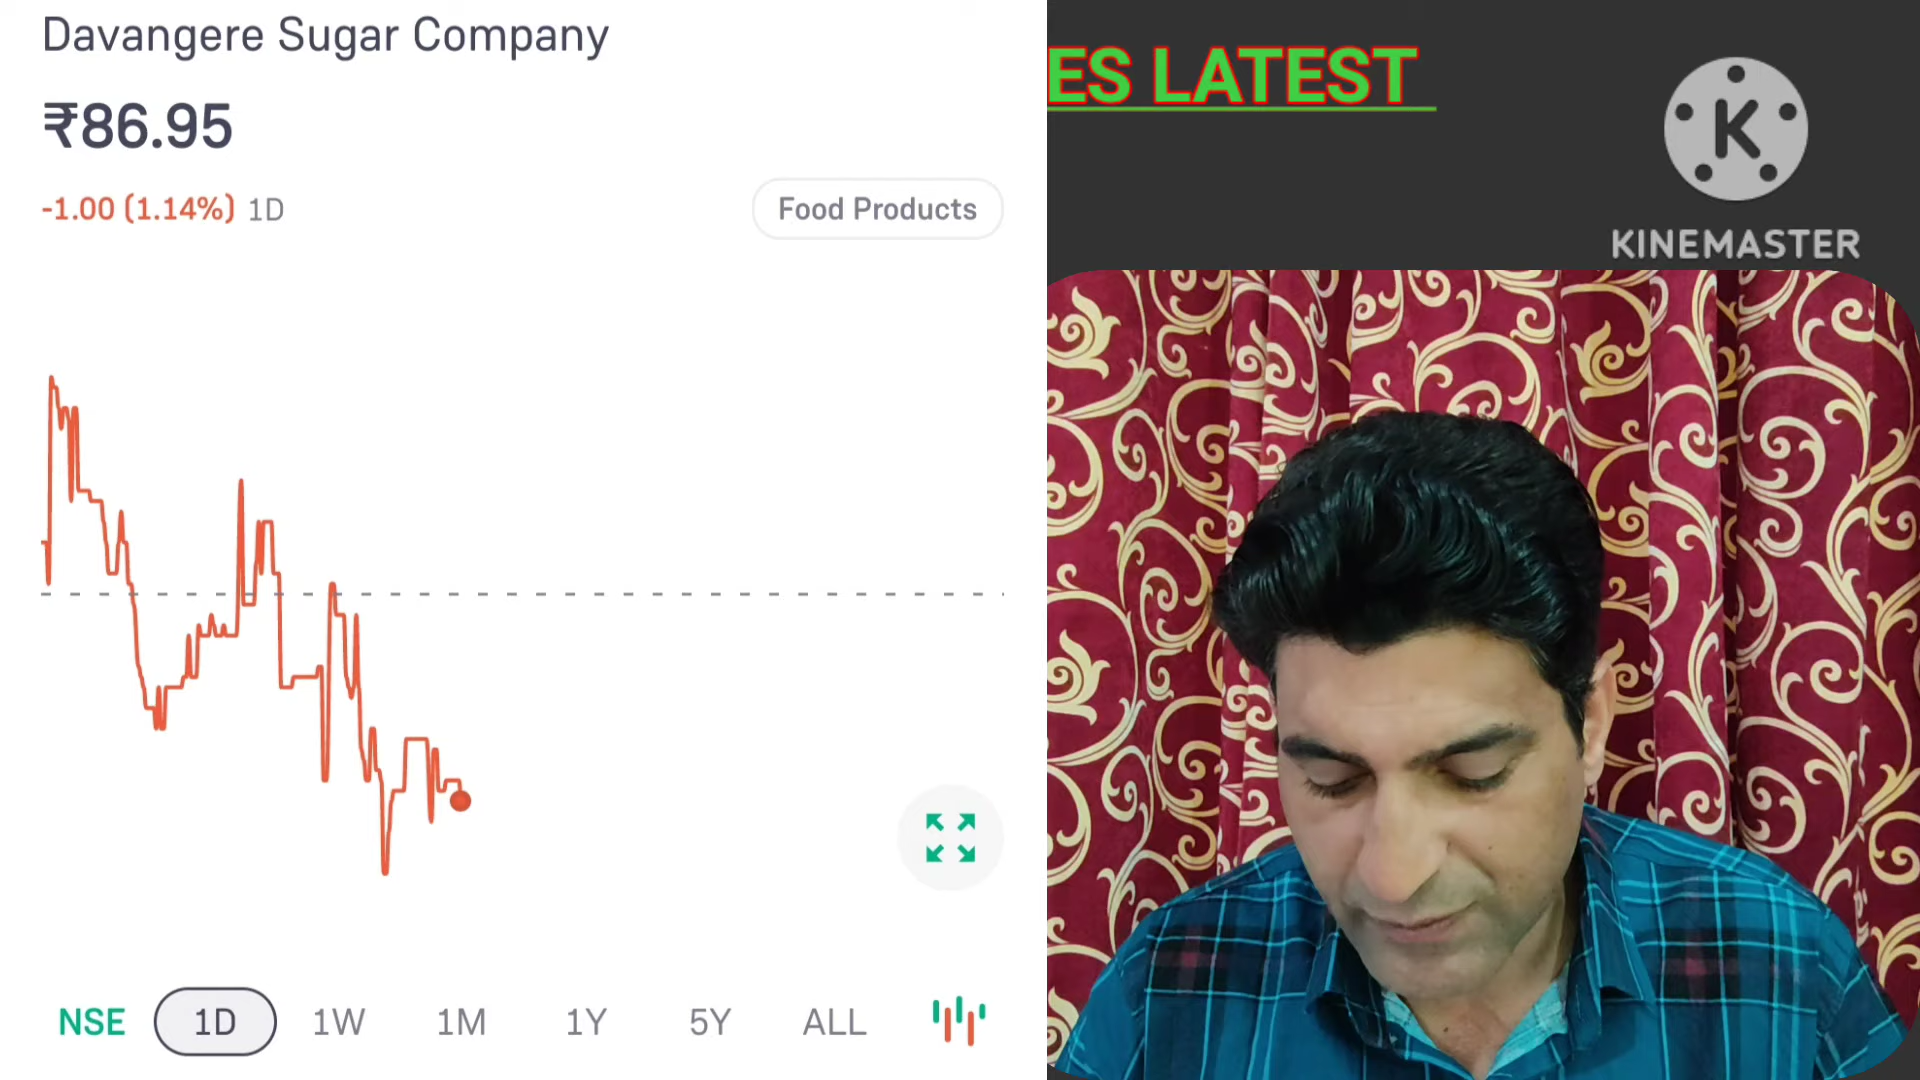 Davangere Sugar Company
₹86.95
-1.00 (1.14%) 1D
Food Products
NSE 1D 1W 1M 1Y 5Y ALL
ES LATEST
K
KINEMASTER